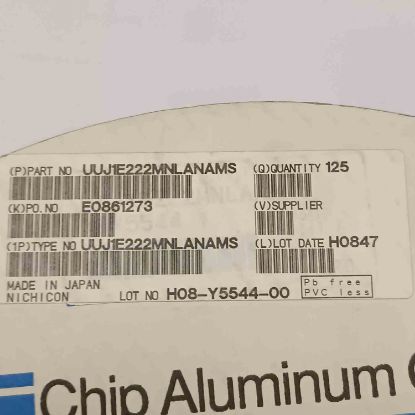 (P)PART NO UUJ1E222MNLANAMS (Q)QUANTITY 125
(K)PO.NO E0861273 (V)SUPPLIER
(1P)TYPE NO UUJ1E222MNLANAMS (L)LOT DATE H0847
MADE IN JAPAN
NICHICON LOT NO H08-Y5544-00
Pb free
PVC less
Chip Aluminum